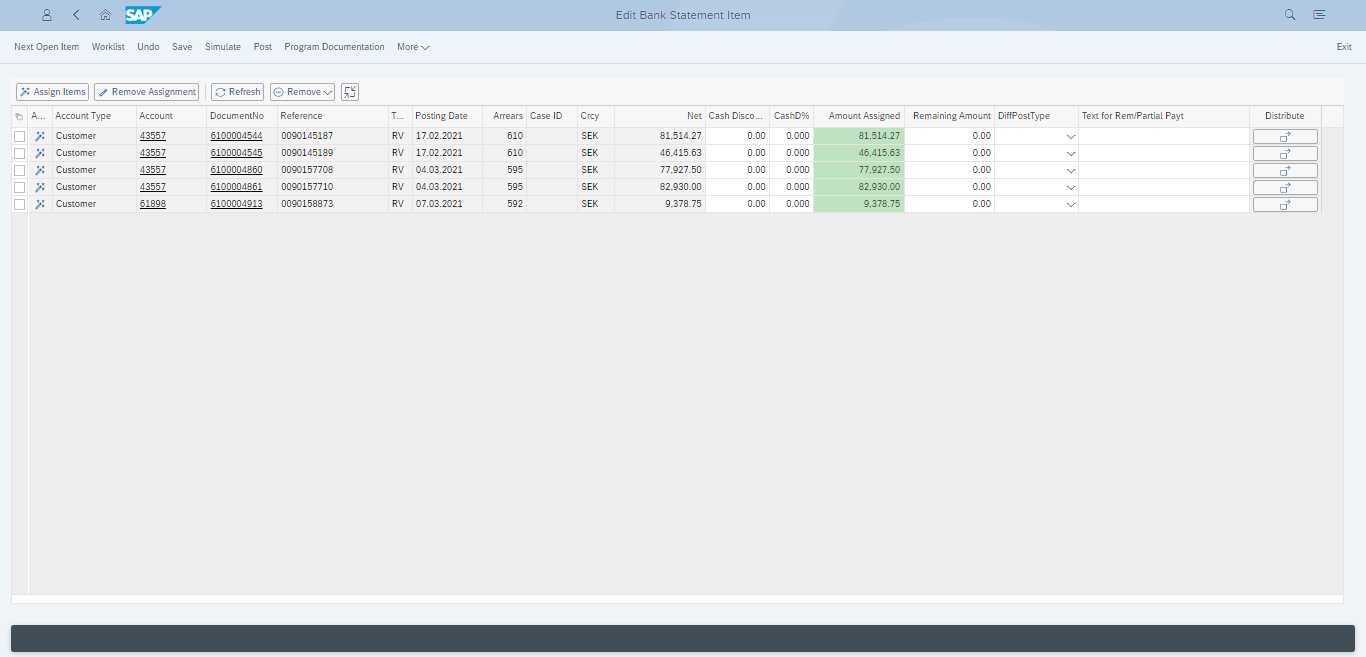 SAP Edit Bank Statement Item
Next Open Item Worklist Undo Save Simulate Post Program Documentation More Exit
Assign Items Remove Assignment Refresh Remove
A... Account Type Account DocumentNo Reference T... Posting Date Arrears Case ID Crcy Net Cash Disco... CashD% Amount Assigned Remaining Amount DiffPostType Text for Rem/Partial Payt Distribute
Customer 43557 6100004544 0090145187 RV 17.02.2021 610 SEK 81,514.27 0.00 0.000 81,514.27 0.00
Customer 43557 6100004545 0090145189 RV 17.02.2021 610 SEK 46,415.63 0.00 0.000 46,415.63 0.00
Customer 43557 6100004860 0090157708 RV 04.03.2021 595 SEK 77,927.50 0.00 0.000 77,927.50 0.00
Customer 43557 6100004861 0090157710 RV 04.03.2021 595 SEK 82,930.00 0.00 0.000 82,930.00 0.00
Customer 61898 6100004913 0090158873 RV 07.03.2021 592 SEK 9,378.75 0.00 0.000 9,378.75 0.00